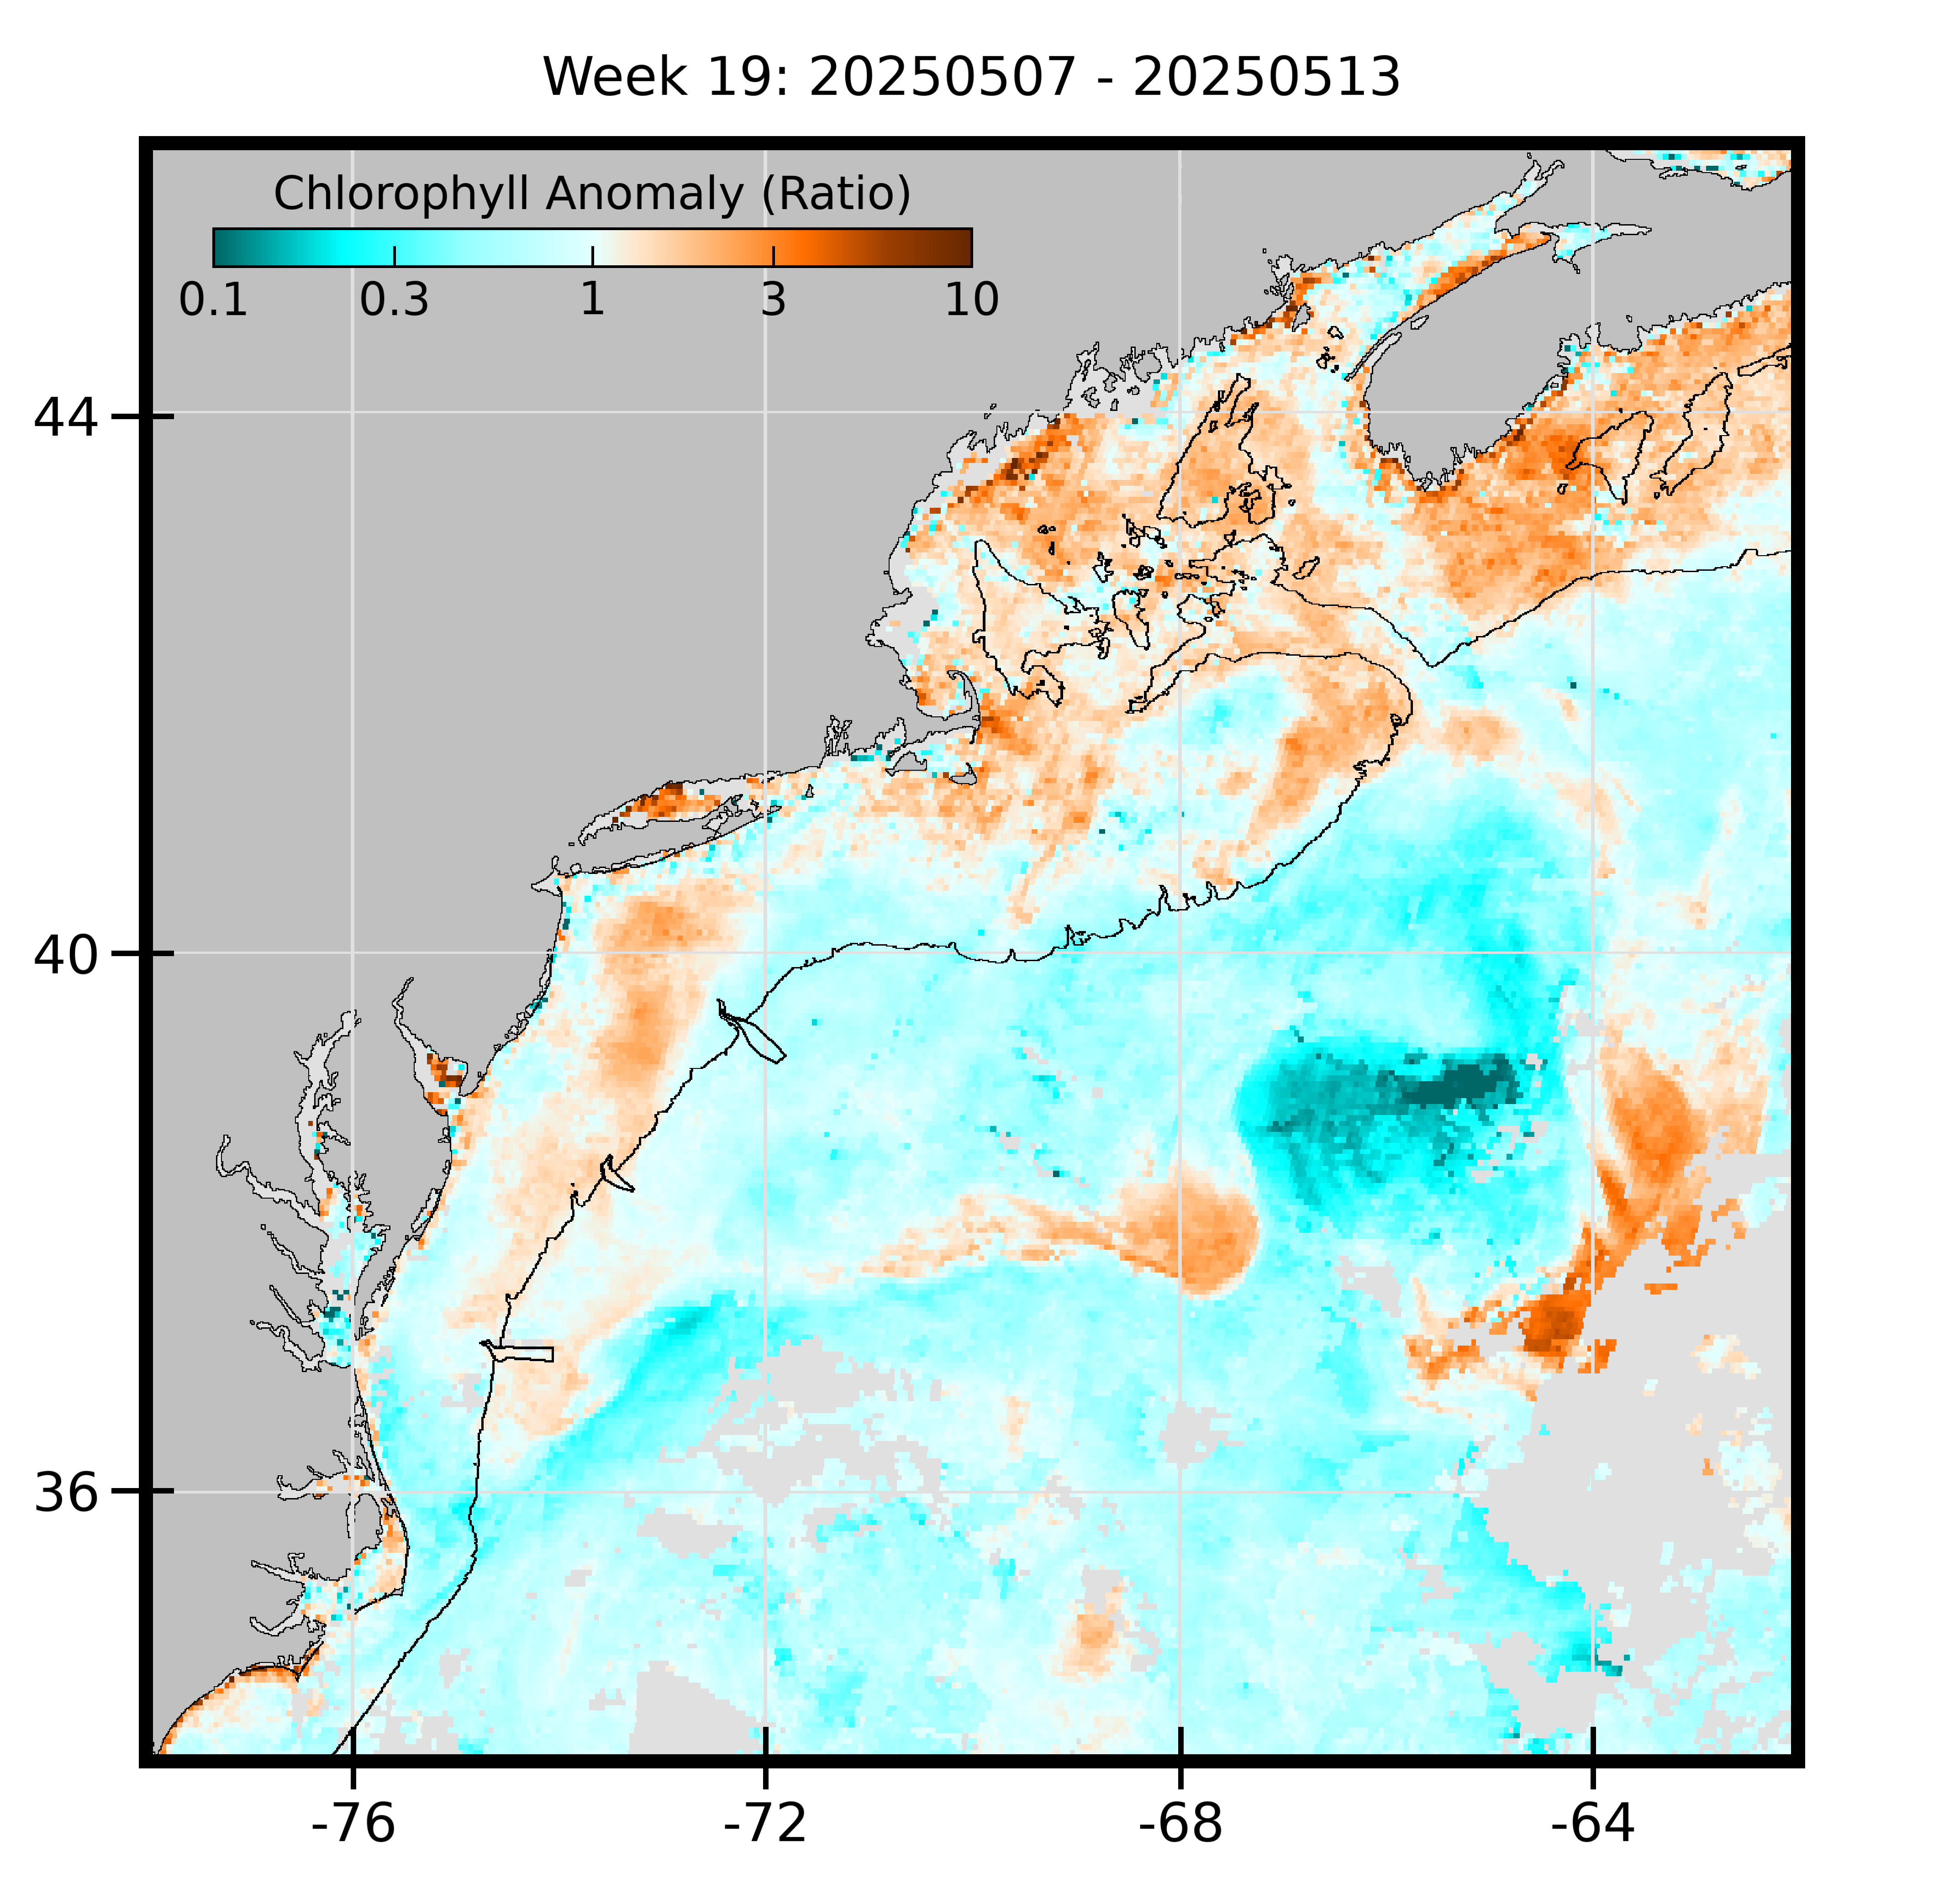 Week 19: 20250507 - 20250513
Chlorophyll Anomaly (Ratio)
0.1 0.3 1 3 10
44
40
36
-76 -72 -68 -64